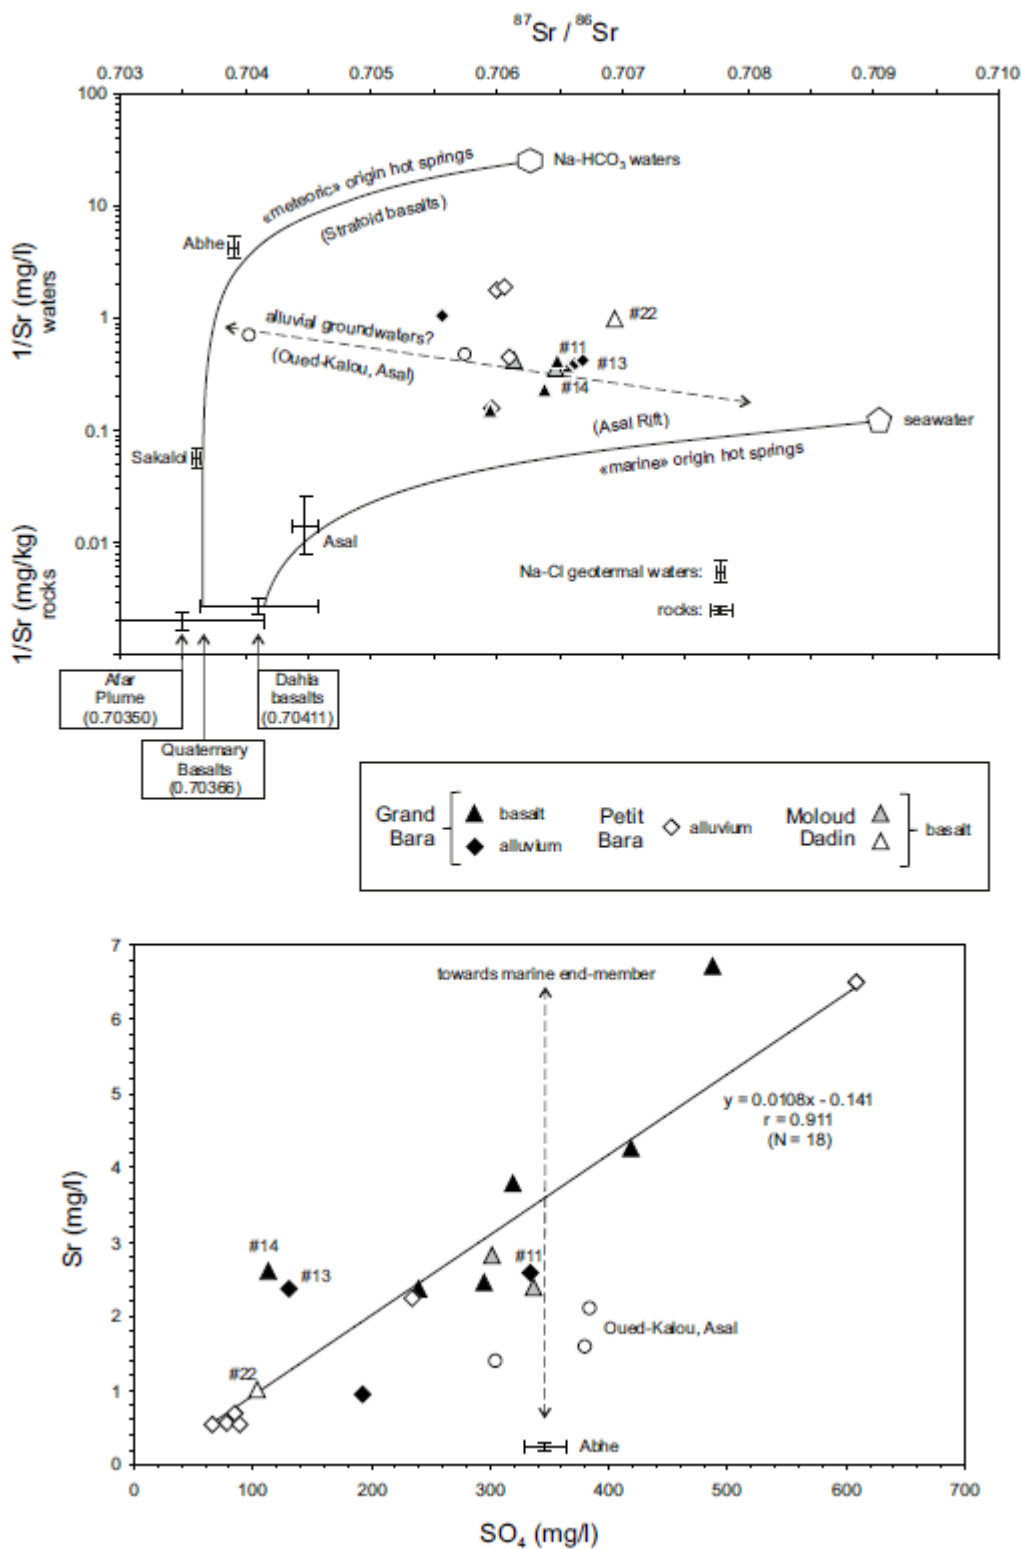 ⁸⁷Sr / ⁸⁶Sr
0.703 0.704 0.705 0.706 0.707 0.708 0.709 0.710
100
10
1
0.1
0.01
1/Sr (mg/l)
waters
1/Sr (mg/kg)
rocks
«meteoric» origin hot springs
(Stratoid basalts)
Na-HCO₃ waters
Abhe
alluvial groundwaters?
(Oued-Kalou, Asal)
#22
#11
#13
#14
(Asal Rift)
seawater
«marine» origin hot springs
Sakalol
Asal
Na-Cl geotermal waters:
rocks:
Afar
Plume
(0.70350)
Dahla
basalts
(0.70411)
Quaternary
Basalts
(0.70366)
Grand
Bara
basalt
alluvium
Petit
Bara
alluvium
Moloud
Dadin
basalt
7
6
5
4
3
2
1
0
Sr (mg/l)
towards marine end-member
y = 0.0108x - 0.141
r = 0.911
(N = 18)
#14
#13
#11
Oued-Kalou, Asal
#22
Abhe
0 100 200 300 400 500 600 700
SO₄ (mg/l)